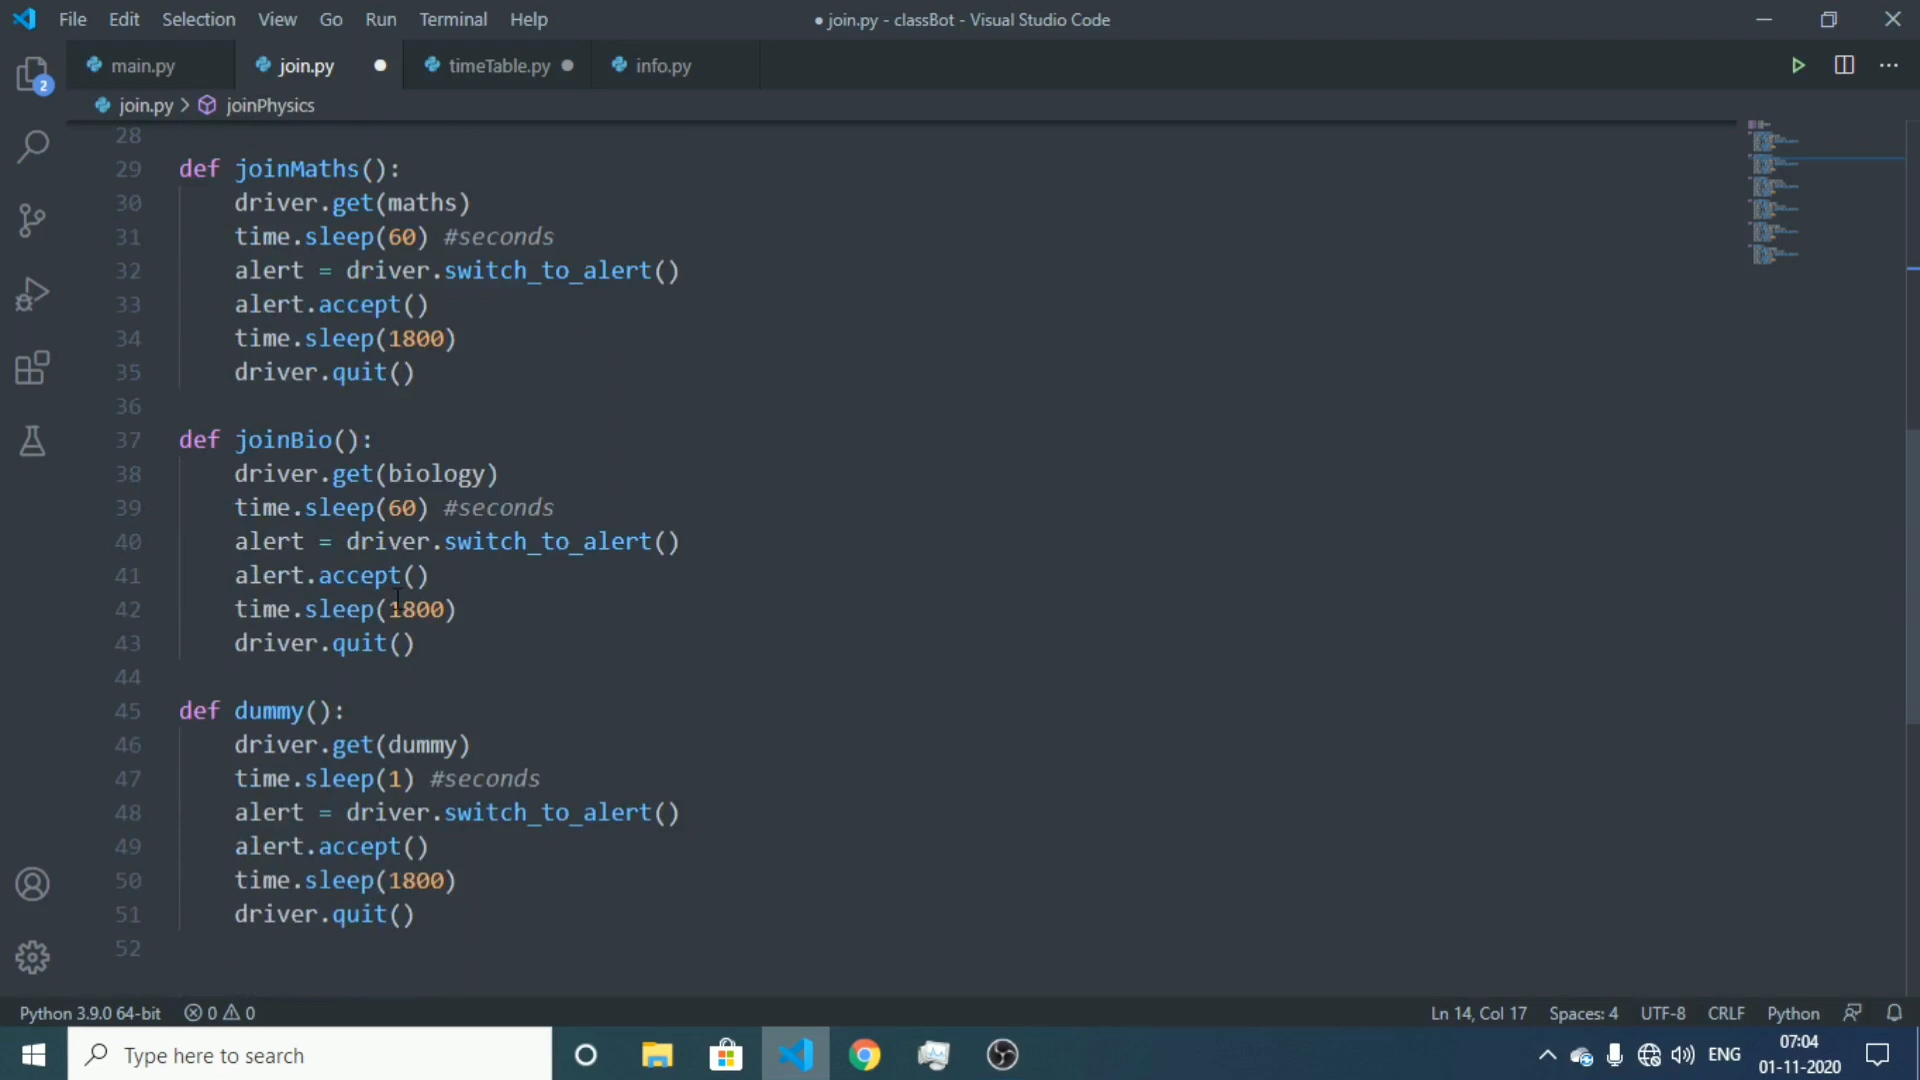 File Edit Selection View Go Run Terminal Help
● join.py - classBot - Visual Studio Code
main.py join.py timeTable.py info.py
join.py > joinPhysics
2
28
29 def joinMaths():
30 driver.get(maths)
31 time.sleep(60) #seconds
32 alert = driver.switch_to_alert()
33 alert.accept()
34 time.sleep(1800)
35 driver.quit()
36
37 def joinBio():
38 driver.get(biology)
39 time.sleep(60) #seconds
40 alert = driver.switch_to_alert()
41 alert.accept()
42 time.sleep(1800)
43 driver.quit()
44
45 def dummy():
46 driver.get(dummy)
47 time.sleep(1) #seconds
48 alert = driver.switch_to_alert()
49 alert.accept()
50 time.sleep(1800)
51 driver.quit()
52
Python 3.9.0 64-bit 0 0 Ln 14, Col 17 Spaces: 4 UTF-8 CRLF Python
Type here to search
ENG
07:04
01-11-2020